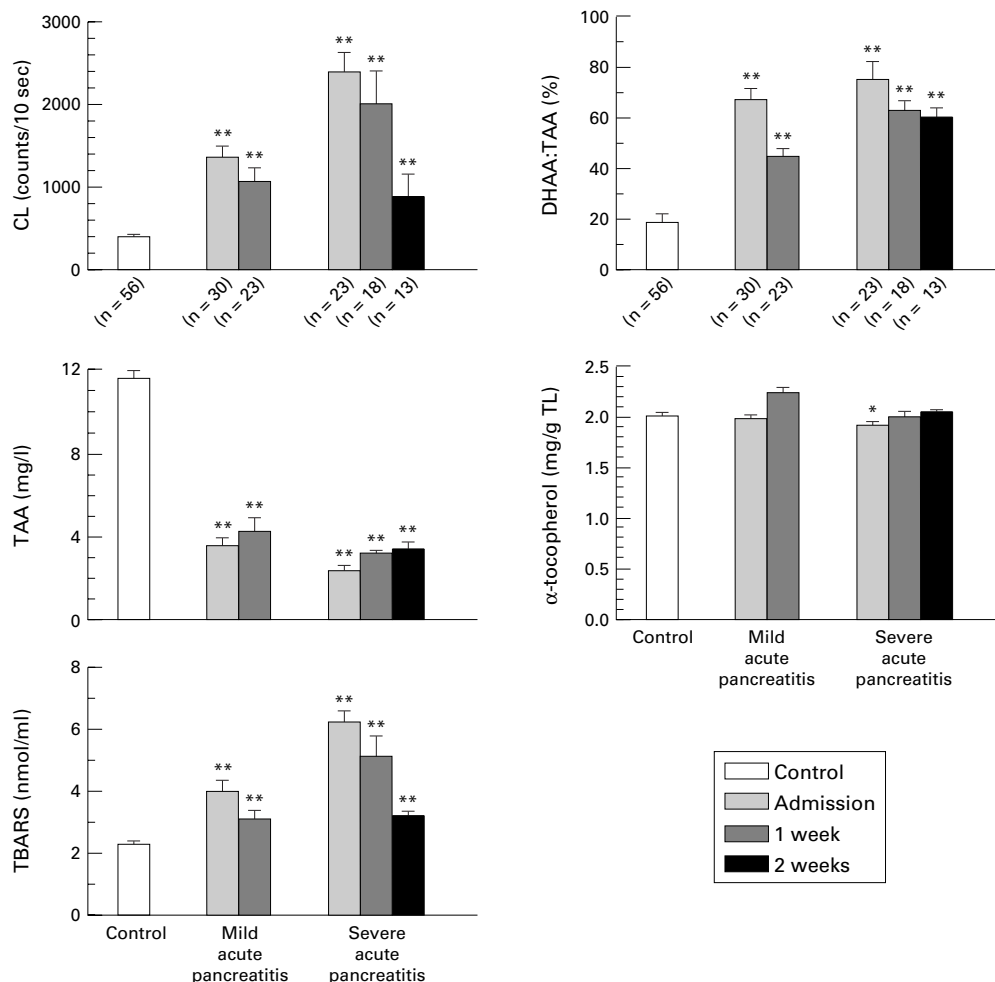 CL (counts/10 sec)
3000
2000
1000
0
**
**
**
**
**
(n = 56)
(n = 30)
(n = 23)
(n = 23)
(n = 18)
(n = 13)
DHAA:TAA (%)
100
80
60
40
20
0
**
**
**
**
**
(n = 56)
(n = 30)
(n = 23)
(n = 23)
(n = 18)
(n = 13)
TAA (mg/l)
12
8
4
0
**
**
**
**
**
α-tocopherol (mg/g TL)
2.5
2.0
1.5
1.0
0.5
0.0
*
Control
Mild
acute
pancreatitis
Severe
acute
pancreatitis
TBARS (nmol/ml)
8
6
4
2
0
**
**
**
**
**
Control
Mild
acute
pancreatitis
Severe
acute
pancreatitis
Control
Admission
1 week
2 weeks